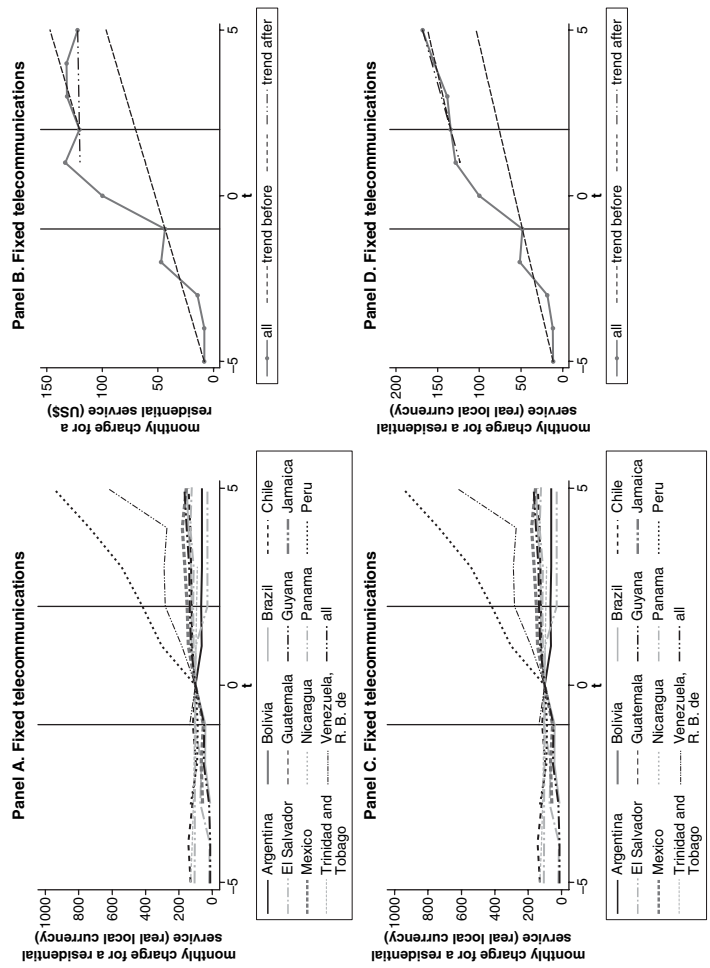 Panel A. Fixed telecommunications
monthly charge for a residential
service (real local currency)
1000
800
600
400
200
0
−5
0
5
t
Argentina
Bolivia
Brazil
Chile
El Salvador
Guatemala
Guyana
Jamaica
Mexico
Nicaragua
Panama
Peru
Trinidad and
Tobago
Venezuela,
R. B. de
all
Panel B. Fixed telecommunications
monthly charge for a
residential service (US$)
150
100
50
0
−5
0
5
t
all
trend before
trend after
Panel C. Fixed telecommunications
monthly charge for a residential
service (real local currency)
1000
800
600
400
200
0
−5
0
5
t
Argentina
Bolivia
Brazil
Chile
El Salvador
Guatemala
Guyana
Jamaica
Mexico
Nicaragua
Panama
Peru
Trinidad and
Tobago
Venezuela,
R. B. de
all
Panel D. Fixed telecommunications
monthly charge for a residential
service (real local currency)
200
150
100
50
0
−5
0
5
t
all
trend before
trend after